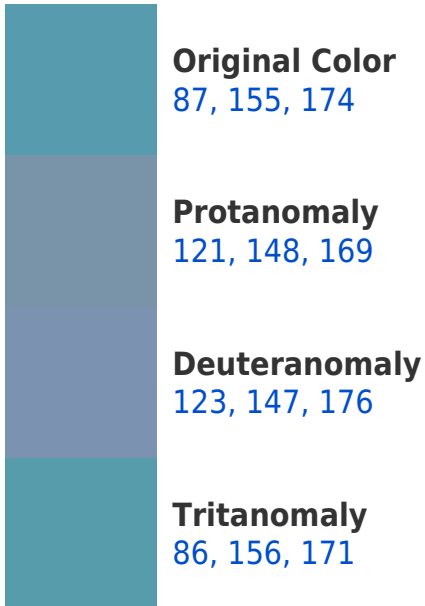 Original Color
87, 155, 174
Protanomaly
121, 148, 169
Deuteranomaly
123, 147, 176
Tritanomaly
86, 156, 171